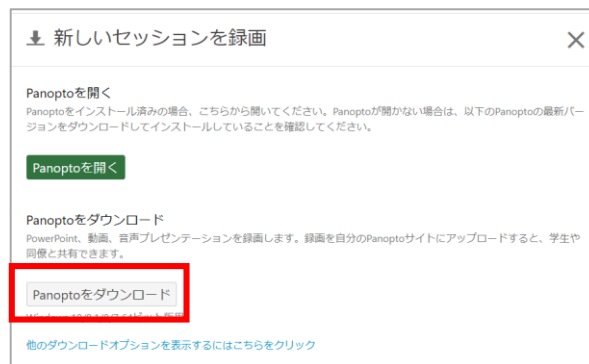 新しいセッションを録画
Panoptoを開く
Panoptoをインストール済みの場合、こちらから開いてください。Panoptoが開かない場合は、以下のPanoptoの最新バー
ジョンをダウンロードしてインストールしていることを確認してください。
Panoptoを開く
Panoptoをダウンロード
PowerPoint、動画、音声プレゼンテーションを録画します。録画を自分のPanoptoサイトにアップロードすると、学生や
同僚と共有できます。
Panoptoをダウンロード
他のダウンロードオプションを表示するにはこちらをクリック